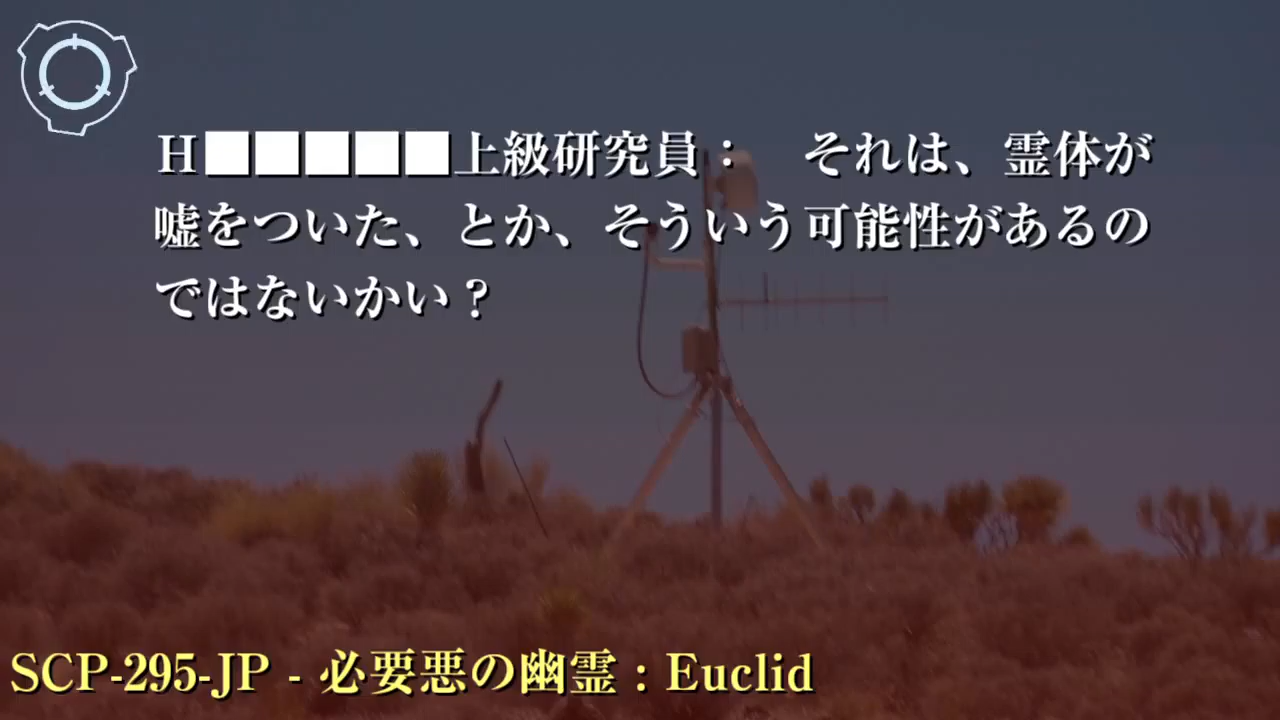 H■■■■■上級研究員： それは、霊体が
嘘をついた、とか、そういう可能性があるの
ではないかい？
SCP-295-JP - 必要悪の幽霊：Euclid